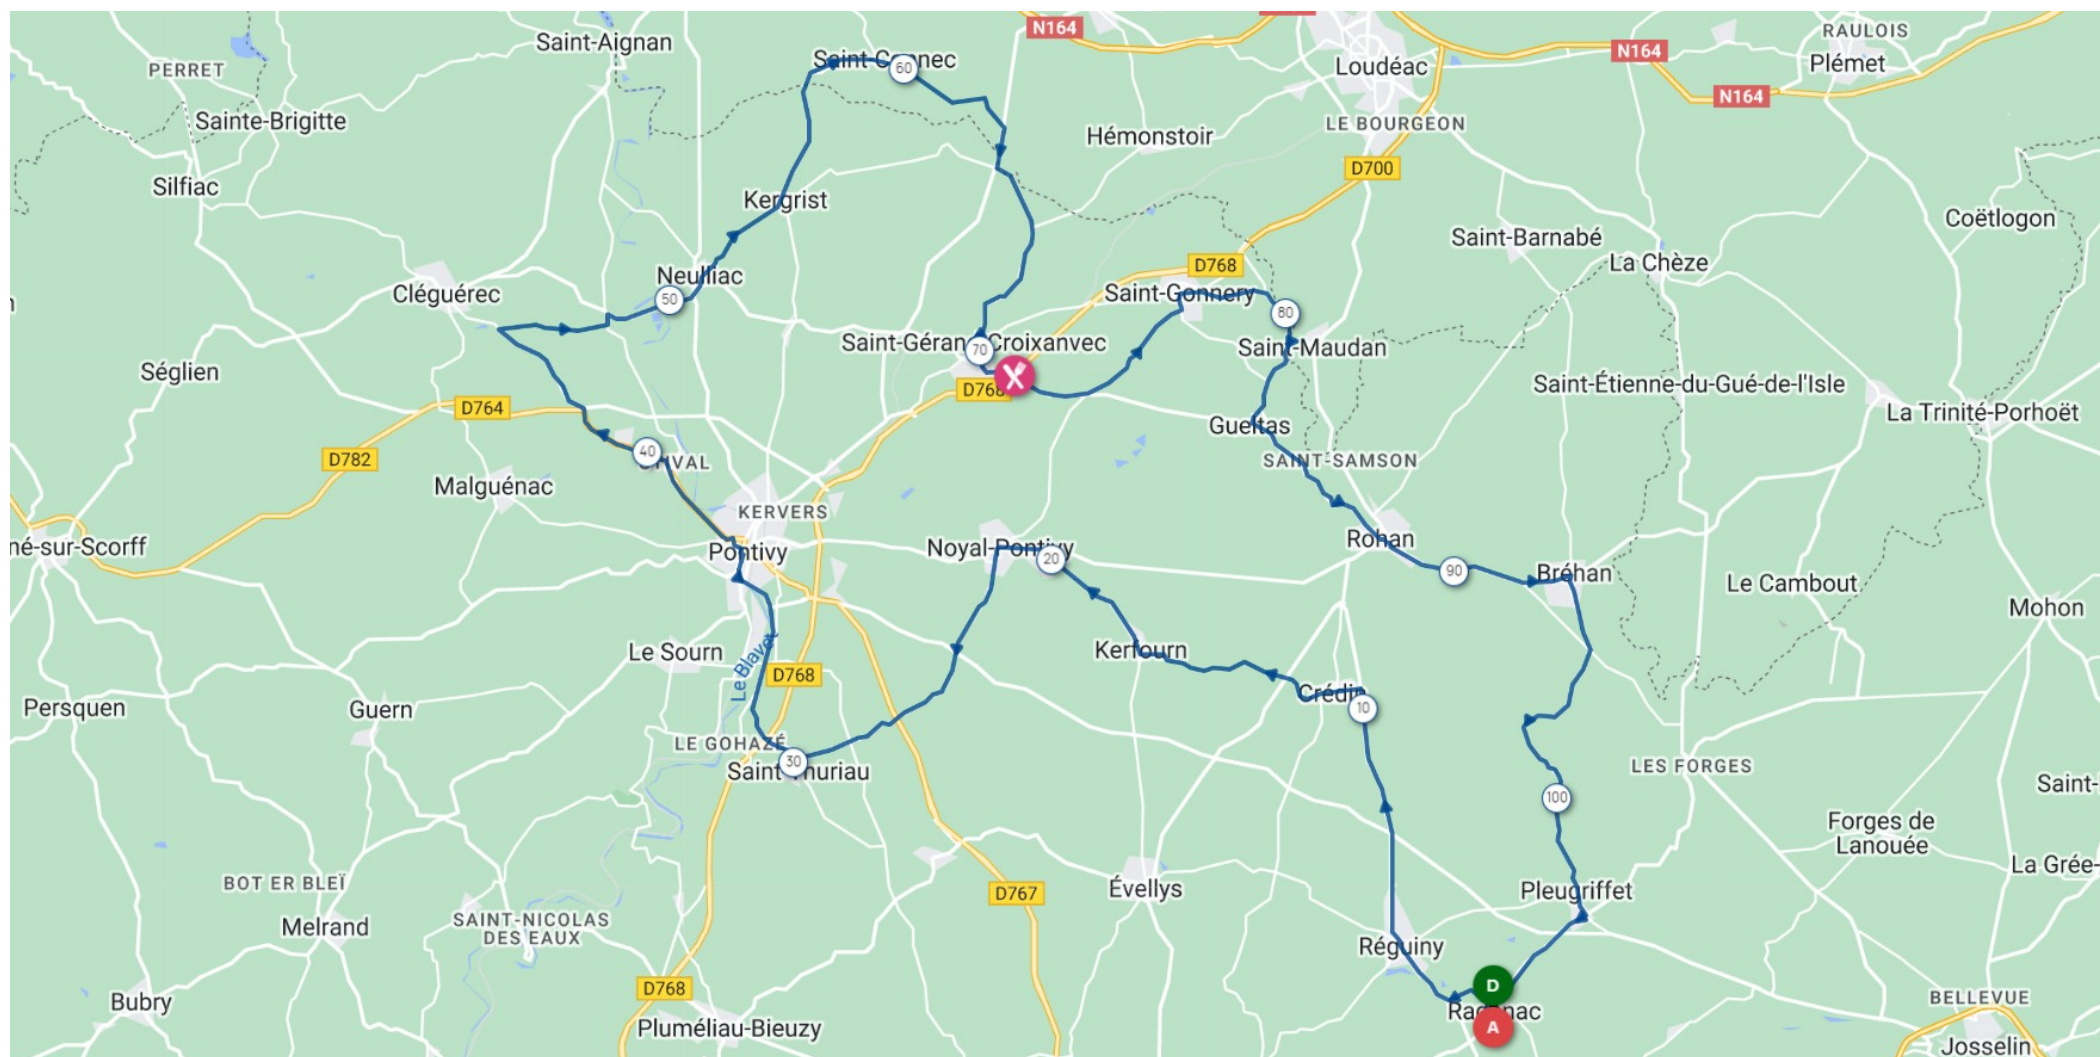 N164
RAULOIS
Saint-Aignan
Loudéac
N164
Plémet
PERRET
60
N164
Sainte-Brigitte
LE BOURGEON
Hémonstoir
D700
Silfiac
Kergrist
Coëtlogon
Saint-Barnabé
La Chèze
D768
Neulliac
Cléguérec
50
Saint-Gonnery
80
Croixanvec
70
Saint-Maudan
Séglien
D768
Saint-Étienne-du-Gué-de-l'Isle
D764
La Trinité-Porhoët
Gueltas
D782
40
SAINT-SAMSON
Malguénac
KERVERS
Rohan
né-sur-Scorff
Pontivy
Noyal-Pontivy
20
90
Bréhan
Le Cambout
Mohon
Le Sourn
Le Blavet
Kerfourn
D768
Crédin
10
Persquen
Guern
LE GOHAZÉ
30
Saint-Thuriau
LES FORGES
Saint-
100
Forges de
Lanouée
La Grée-
BOT ER BLEÏ
Évellys
D767
Pleugriffet
SAINT-NICOLAS
DES EAUX
Melrand
Réguiny
D768
D
Bubry
BELLEVUE
Pluméliau-Bieuzy
A
Josselin